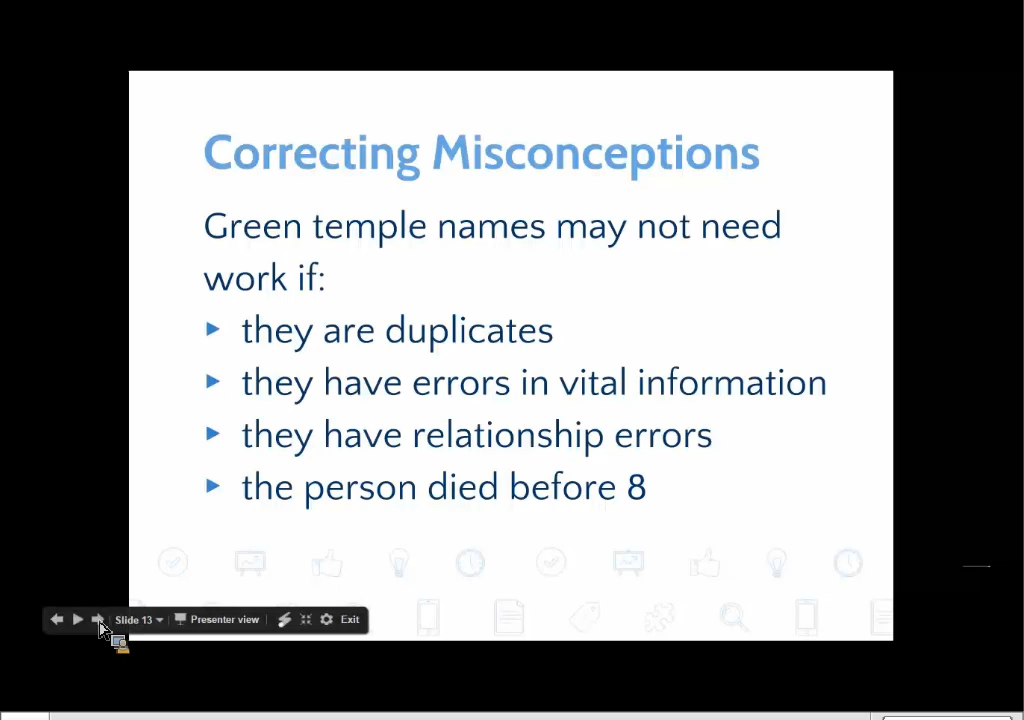 Correcting Misconceptions
Green temple names may not need
work if:
▸ they are duplicates
▸ they have errors in vital information
▸ they have relationship errors
▸ the person died before 8
Slide 13 Presenter view Exit